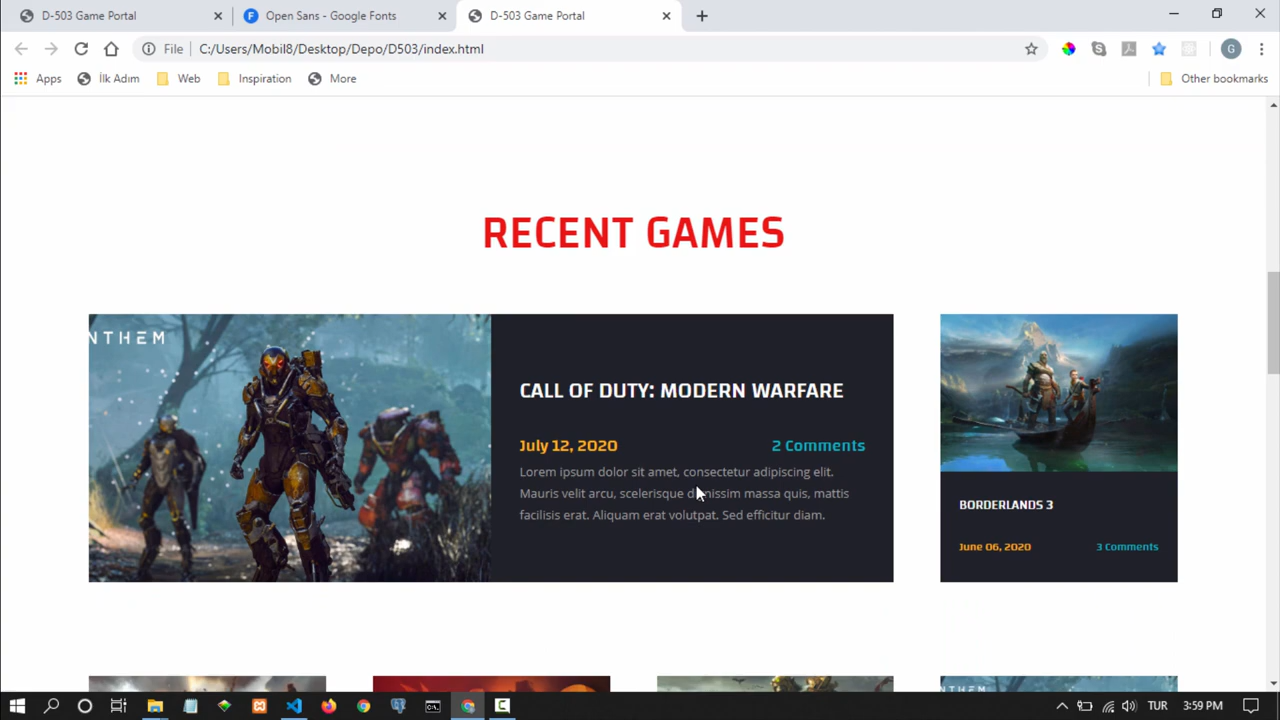 D-503 Game Portal
Open Sans - Google Fonts
D-503 Game Portal
File
C:/Users/Mobil8/Desktop/Depo/D503/index.html
G
Apps
İlk Adım
Web
Inspiration
More
Other bookmarks
RECENT GAMES
NTHEM
CALL OF DUTY: MODERN WARFARE
July 12, 2020
2 Comments
Lorem ipsum dolor sit amet, consectetur adipiscing elit.
Mauris velit arcu, scelerisque dignissim massa quis, mattis
facilisis erat. Aliquam erat volutpat. Sed efficitur diam.
BORDERLANDS 3
June 06, 2020
3 Comments
NTHEM
TUR
3:59 PM